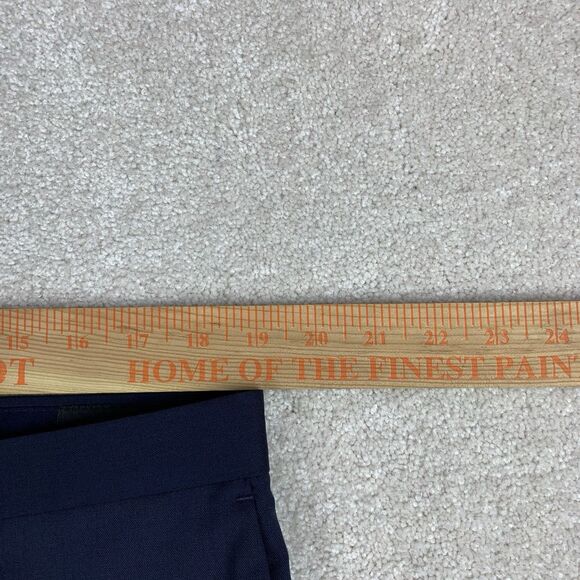 15 16 17 18 19 20 21 22 23 24
OT HOME OF THE FINEST PAIN